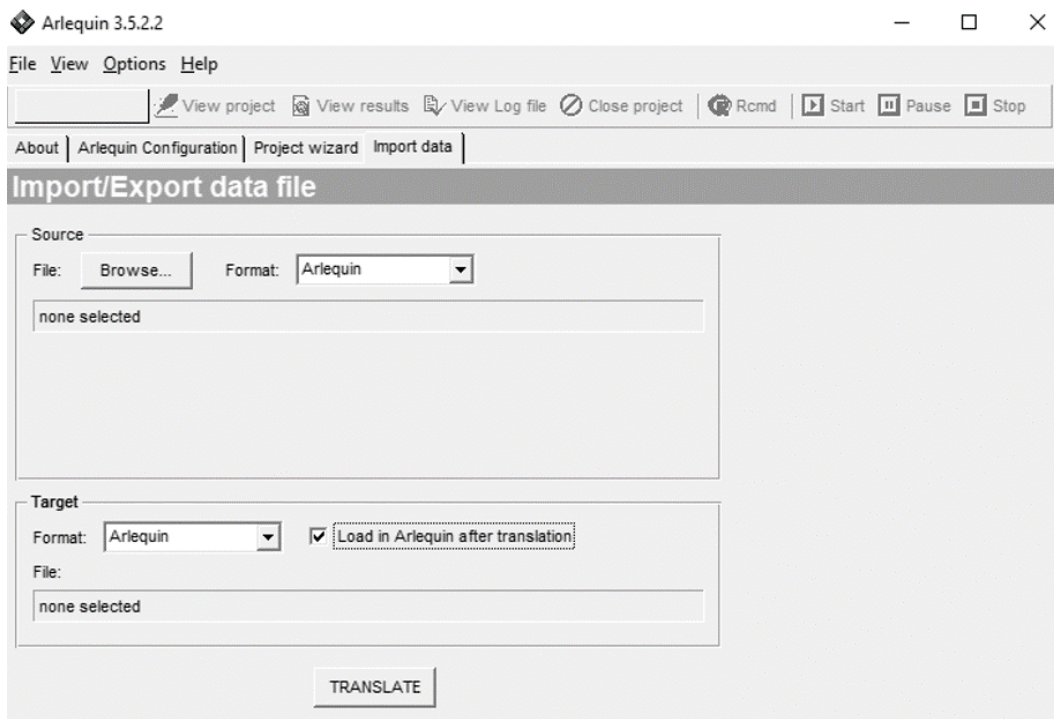 Arlequin 3.5.2.2
File View Options Help
View project View results View Log file Close project Rcmd Start Pause Stop
About Arlequin Configuration Project wizard Import data
Import/Export data file
Source
File: Browse... Format: Arlequin
none selected
Target
Format: Arlequin Load in Arlequin after translation
File:
none selected
TRANSLATE